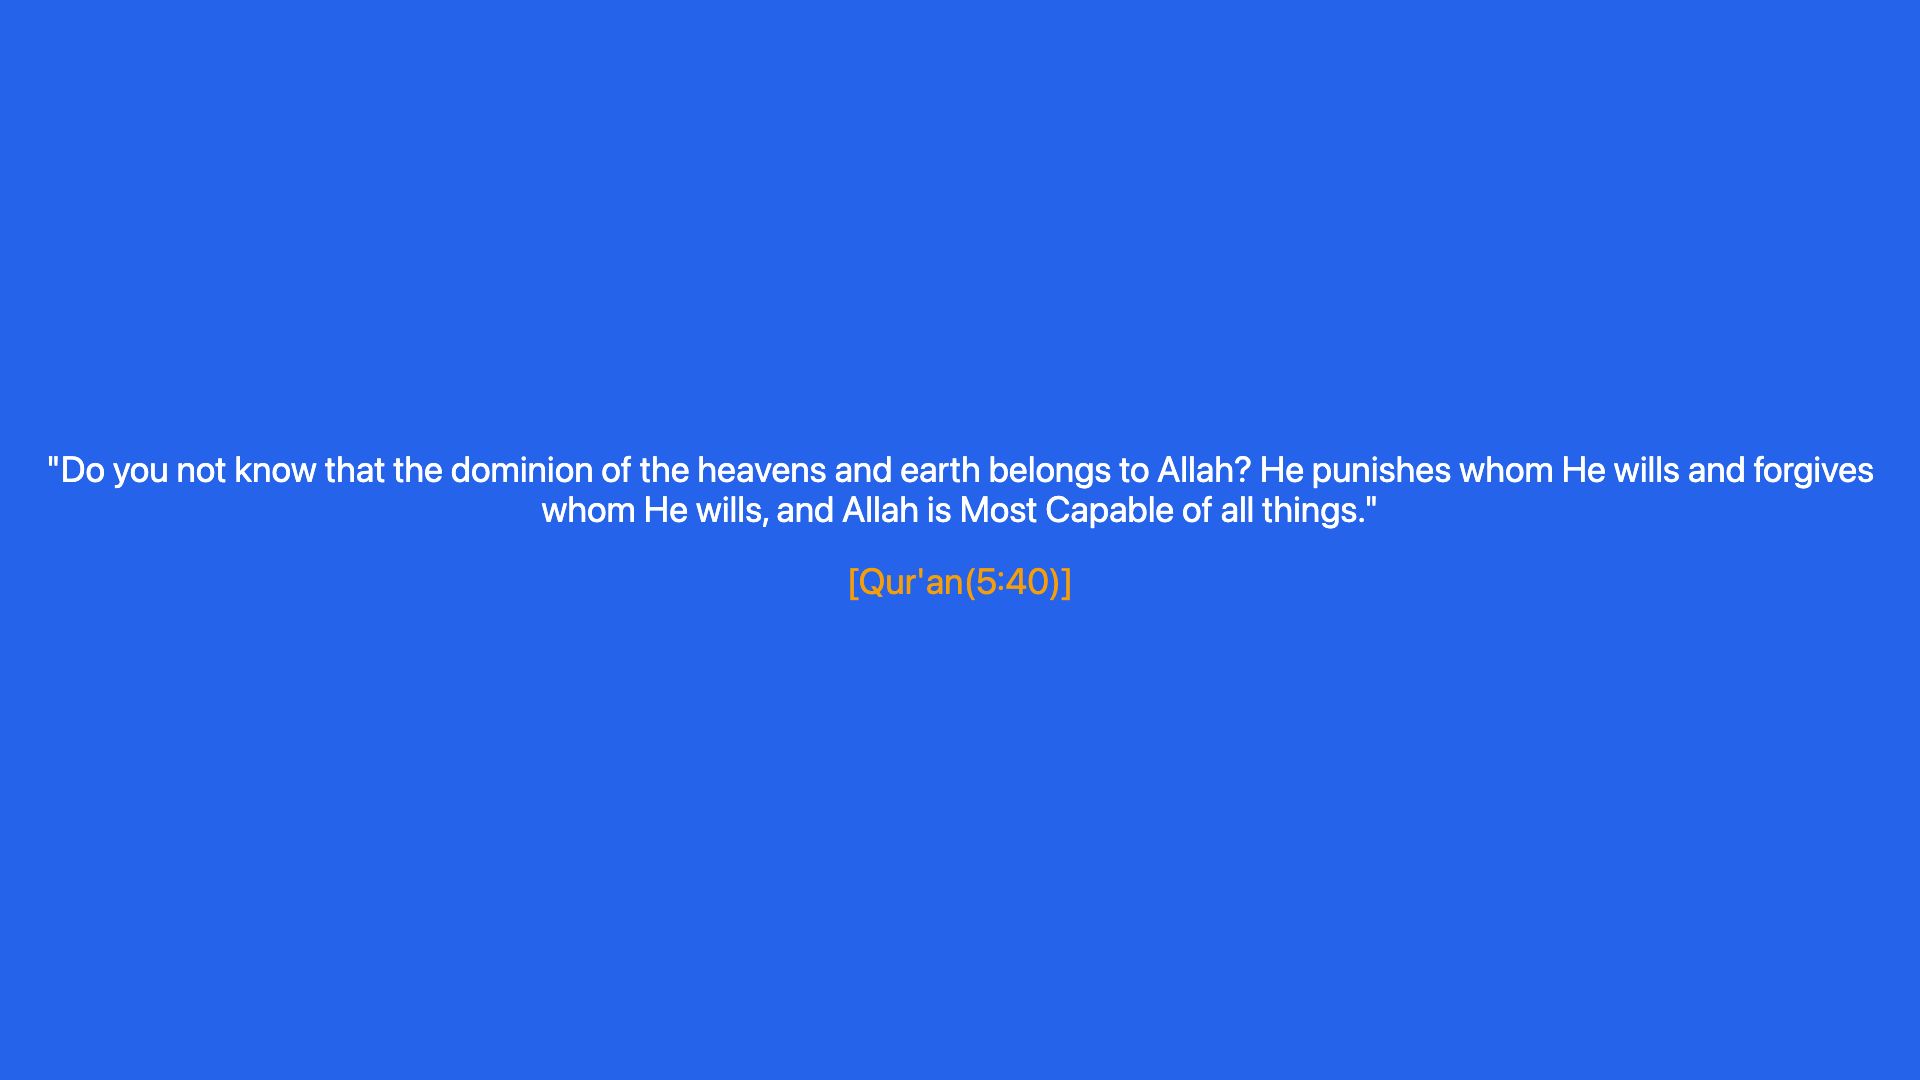 "Do you not know that the dominion of the heavens and earth belongs to Allah? He punishes whom He wills and forgives
whom He wills, and Allah is Most Capable of all things."
[Qur'an(5:40)]